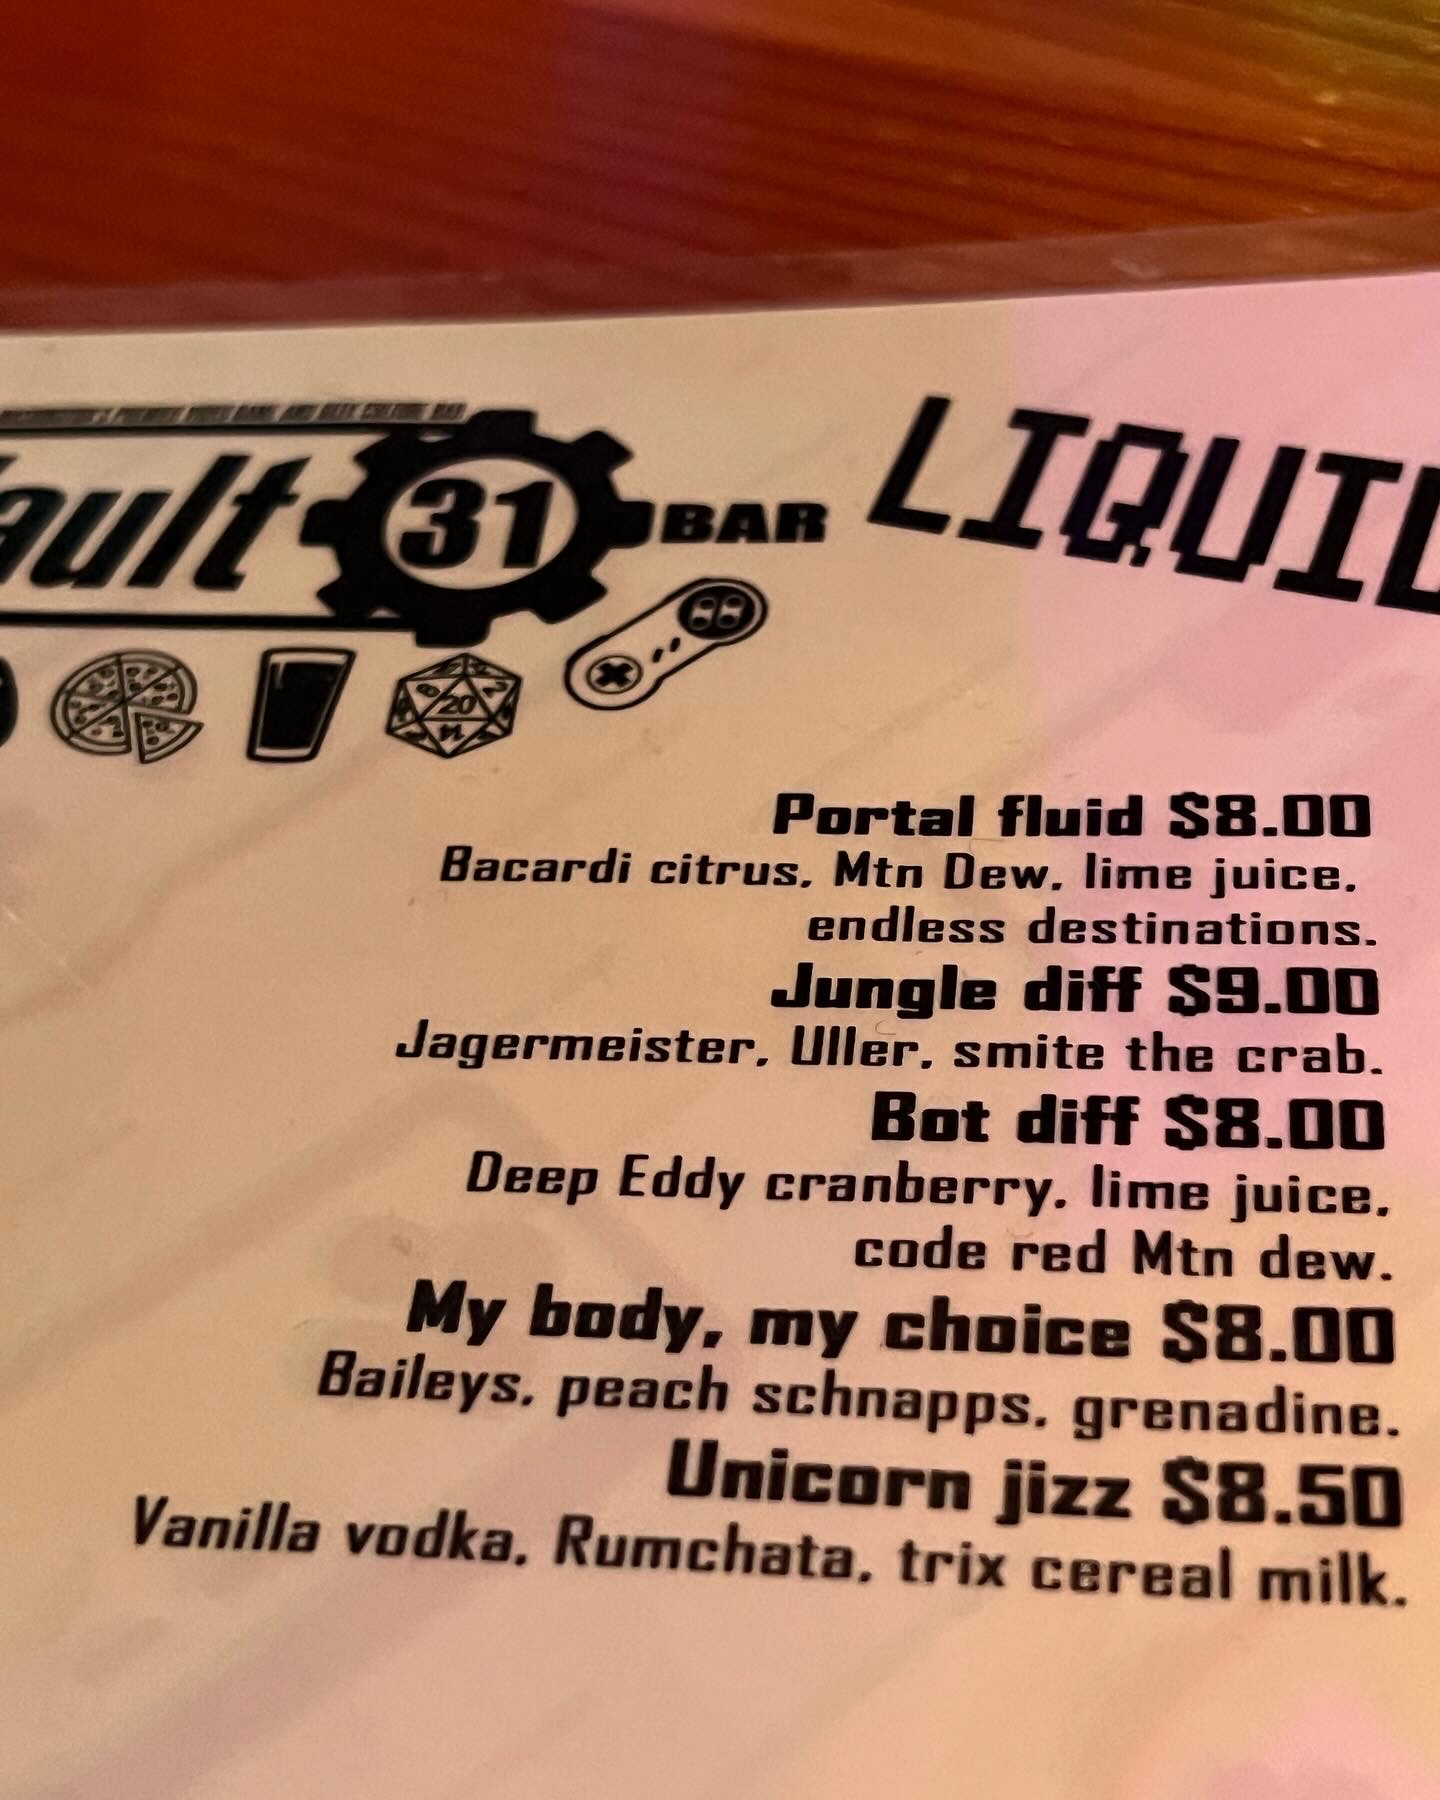 ault 31 BAR
LIQUID
Portal fluid $8.00
Bacardi citrus, Mtn Dew, lime juice,
endless destinations.
Jungle diff $9.00
Jagermeister, Uller, smite the crab.
Bot diff $8.00
Deep Eddy cranberry, lime juice,
code red Mtn dew.
My body, my choice $8.00
Baileys, peach schnapps, grenadine.
Unicorn jizz $8.50
Vanilla vodka, Rumchata, trix cereal milk.
20